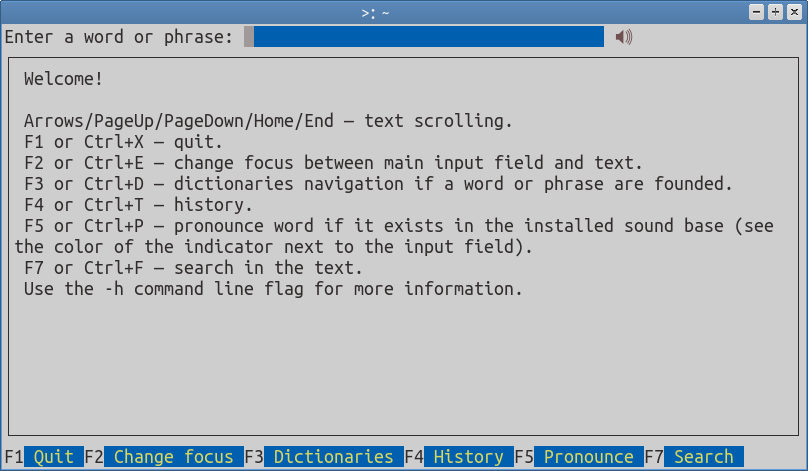 >: ~
Enter a word or phrase:
Welcome!
Arrows/PageUp/PageDown/Home/End — text scrolling.
F1 or Ctrl+X — quit.
F2 or Ctrl+E — change focus between main input field and text.
F3 or Ctrl+D — dictionaries navigation if a word or phrase are founded.
F4 or Ctrl+T — history.
F5 or Ctrl+P — pronounce word if it exists in the installed sound base (see
the color of the indicator next to the input field).
F7 or Ctrl+F — search in the text.
Use the -h command line flag for more information.
F1 Quit F2 Change focus F3 Dictionaries F4 History F5 Pronounce F7 Search